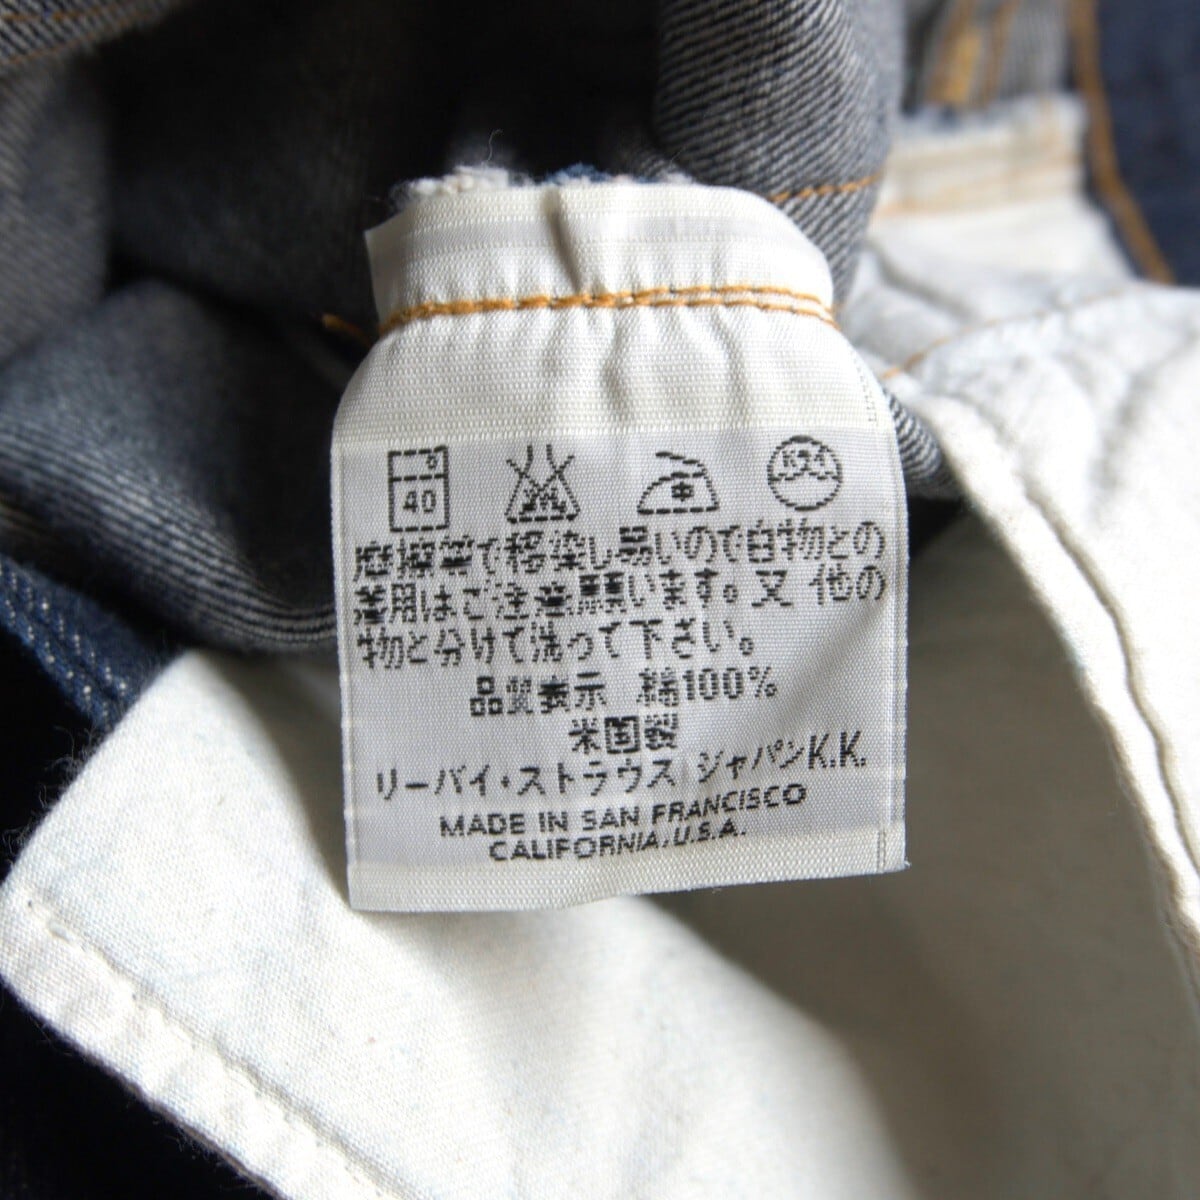 40
摩擦等で移染し易いので白物との
着用はご注意願います。又 他の
物と分けて洗って下さい。
品質表示 綿100%
米国製
リーバイ・ストラウス ジャパンK.K.
MADE IN SAN FRANCISCO
CALIFORNIA, U.S.A.